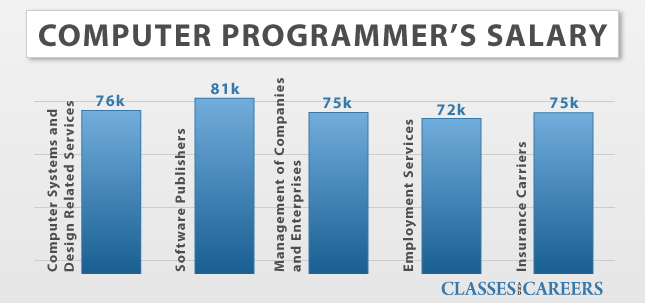 COMPUTER PROGRAMMER'S SALARY
76k
81k
75k
72k
75k
Computer Systems and
Design Related Services
Software Publishers
Management of Companies
and Enterprises
Employment Services
Insurance Carriers
CLASSES AND CAREERS